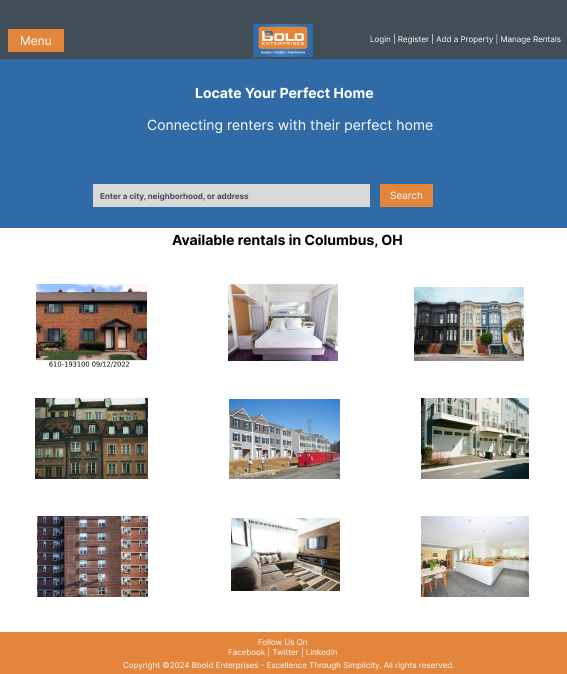 Menu
BOLD
ENTERPRISES
Login | Register | Add a Property | Manage Rentals
Locate Your Perfect Home
Connecting renters with their perfect home
Enter a city, neighborhood, or address
Search
Available rentals in Columbus, OH
610-193100 09/12/2022
Follow Us On
Facebook | Twitter | LinkedIn
Copyright ©2024 Bbold Enterprises - Excellence Through Simplicity. All rights reserved.